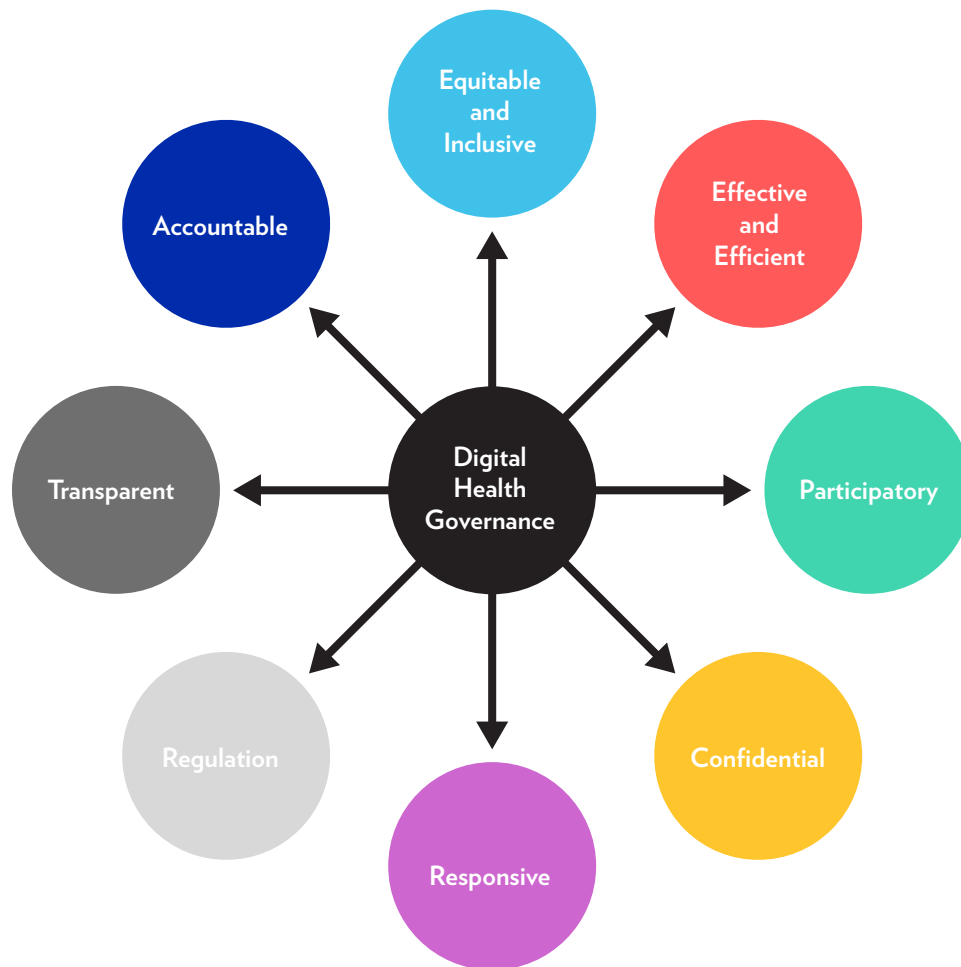 Equitable
and
Inclusive
Effective
and
Efficient
Accountable
Digital
Health
Governance
Transparent
Participatory
Regulation
Confidential
Responsive